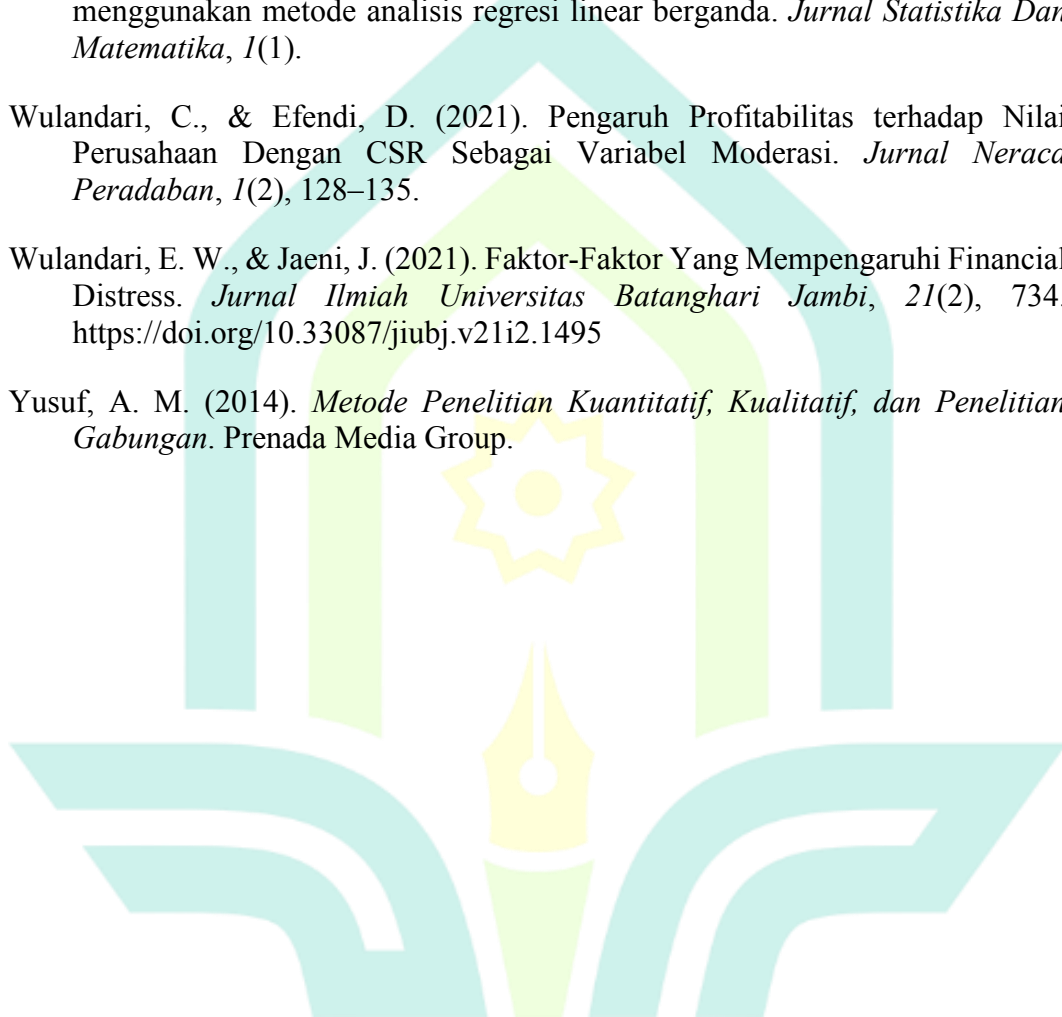 menggunakan metode analisis regresi linear berganda. Jurnal Statistika Dan
Matematika, 1(1).
Wulandari, C., & Efendi, D. (2021). Pengaruh Profitabilitas terhadap Nilai
Perusahaan Dengan CSR Sebagai Variabel Moderasi. Jurnal Neraca
Peradaban, 1(2), 128–135.
Wulandari, E. W., & Jaeni, J. (2021). Faktor-Faktor Yang Mempengaruhi Financial
Distress. Jurnal Ilmiah Universitas Batanghari Jambi, 21(2), 734.
https://doi.org/10.33087/jiubj.v21i2.1495
Yusuf, A. M. (2014). Metode Penelitian Kuantitatif, Kualitatif, dan Penelitian
Gabungan. Prenada Media Group.